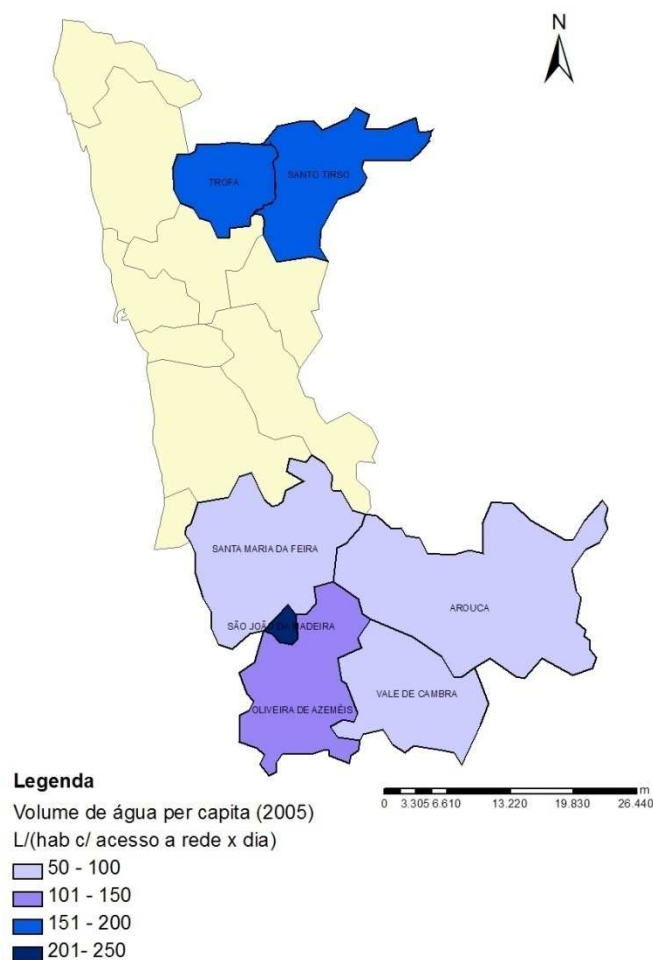 N
TROFA
SANTO TIRSO
SANTA MARIA DA FEIRA
AROUCA
SÃO JOÃO DA MADEIRA
VALE DE CAMBRA
OLIVEIRA DE AZEMÉIS
Legenda
Volume de água per capita (2005)
L/(hab c/ acesso a rede x dia)
50 - 100
101 - 150
151 - 200
201- 250
m
0 3.305 6.610 13.220 19.830 26.440